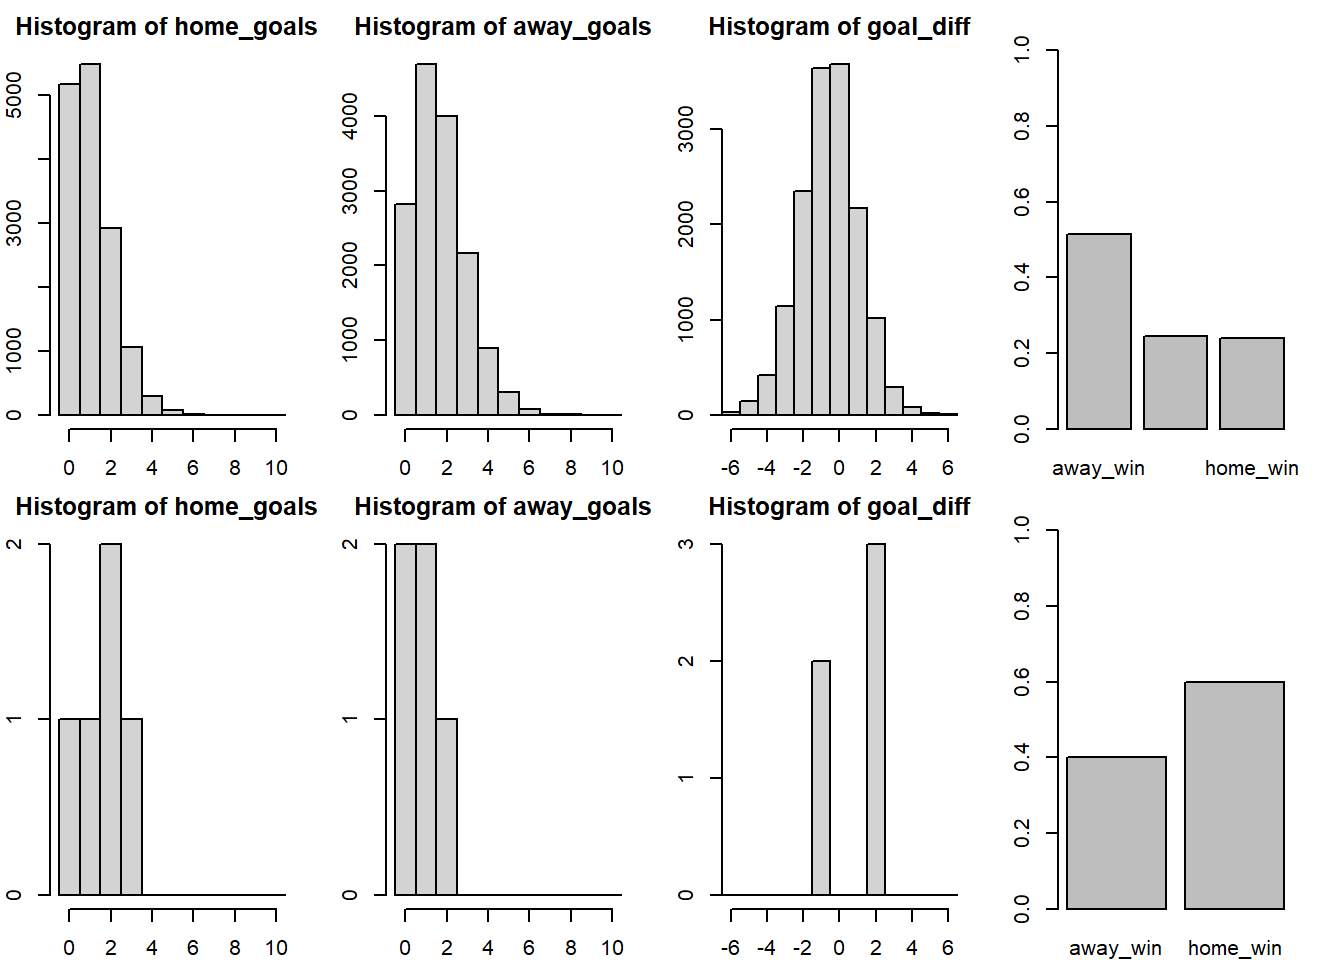 Histogram of home_goals
5000
3000
1000
0
0 2 4 6 8 10
Histogram of away_goals
4000
3000
2000
1000
0
0 2 4 6 8 10
Histogram of goal_diff
3000
2000
1000
0
-6 -4 -2 0 2 4 6
1.0
0.8
0.6
0.4
0.2
0.0
away_win home_win
Histogram of home_goals
2
1
0
0 2 4 6 8 10
Histogram of away_goals
2
1
0
0 2 4 6 8 10
Histogram of goal_diff
3
2
1
0
-6 -4 -2 0 2 4 6
1.0
0.8
0.6
0.4
0.2
0.0
away_win home_win